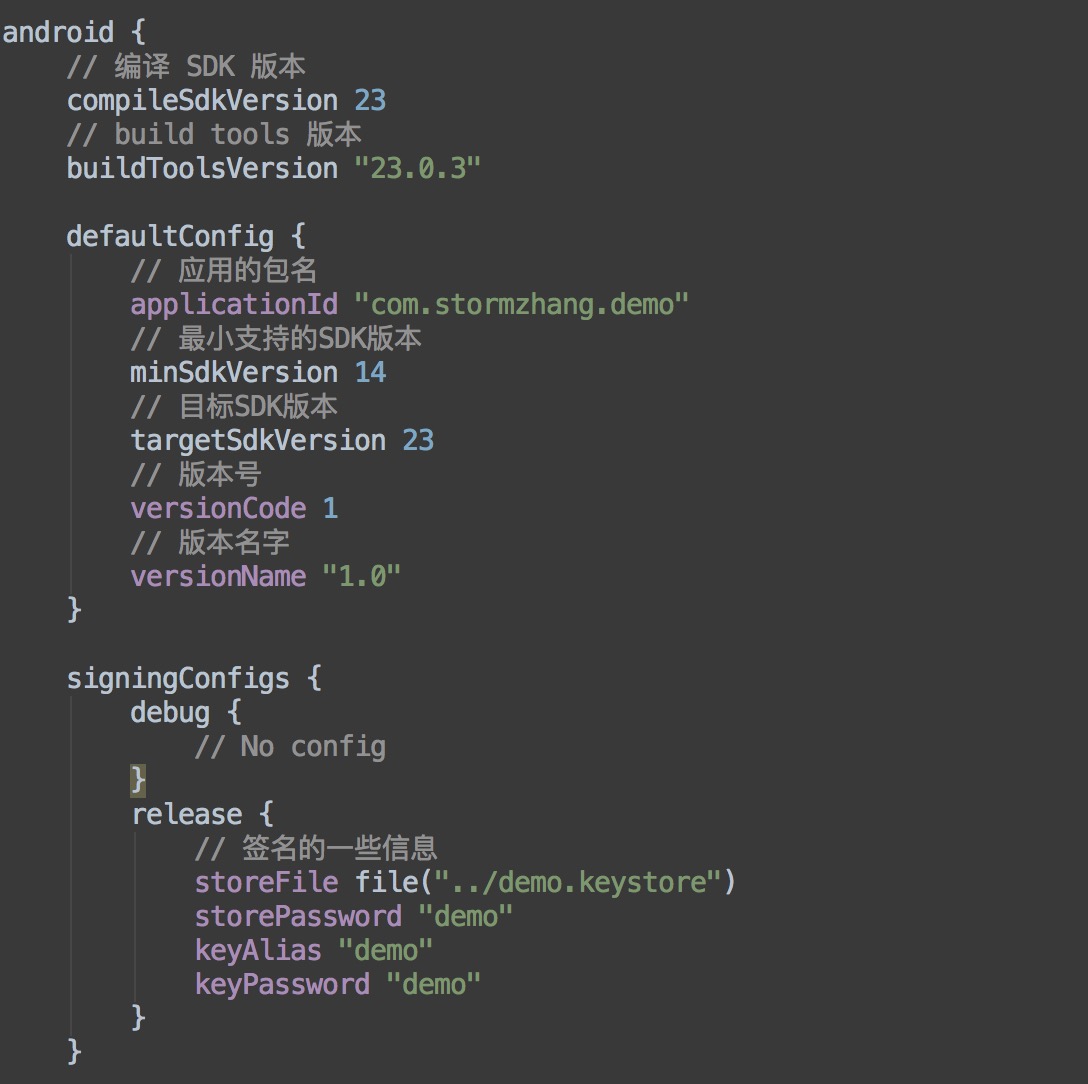 android {
    // 编译 SDK 版本
    compileSdkVersion 23
    // build tools 版本
    buildToolsVersion "23.0.3"

    defaultConfig {
        // 应用的包名
        applicationId "com.stormzhang.demo"
        // 最小支持的SDK版本
        minSdkVersion 14
        // 目标SDK版本
        targetSdkVersion 23
        // 版本号
        versionCode 1
        // 版本名字
        versionName "1.0"
    }

    signingConfigs {
        debug {
            // No config
        }
        release {
            // 签名的一些信息
            storeFile file("../demo.keystore")
            storePassword "demo"
            keyAlias "demo"
            keyPassword "demo"
        }
    }